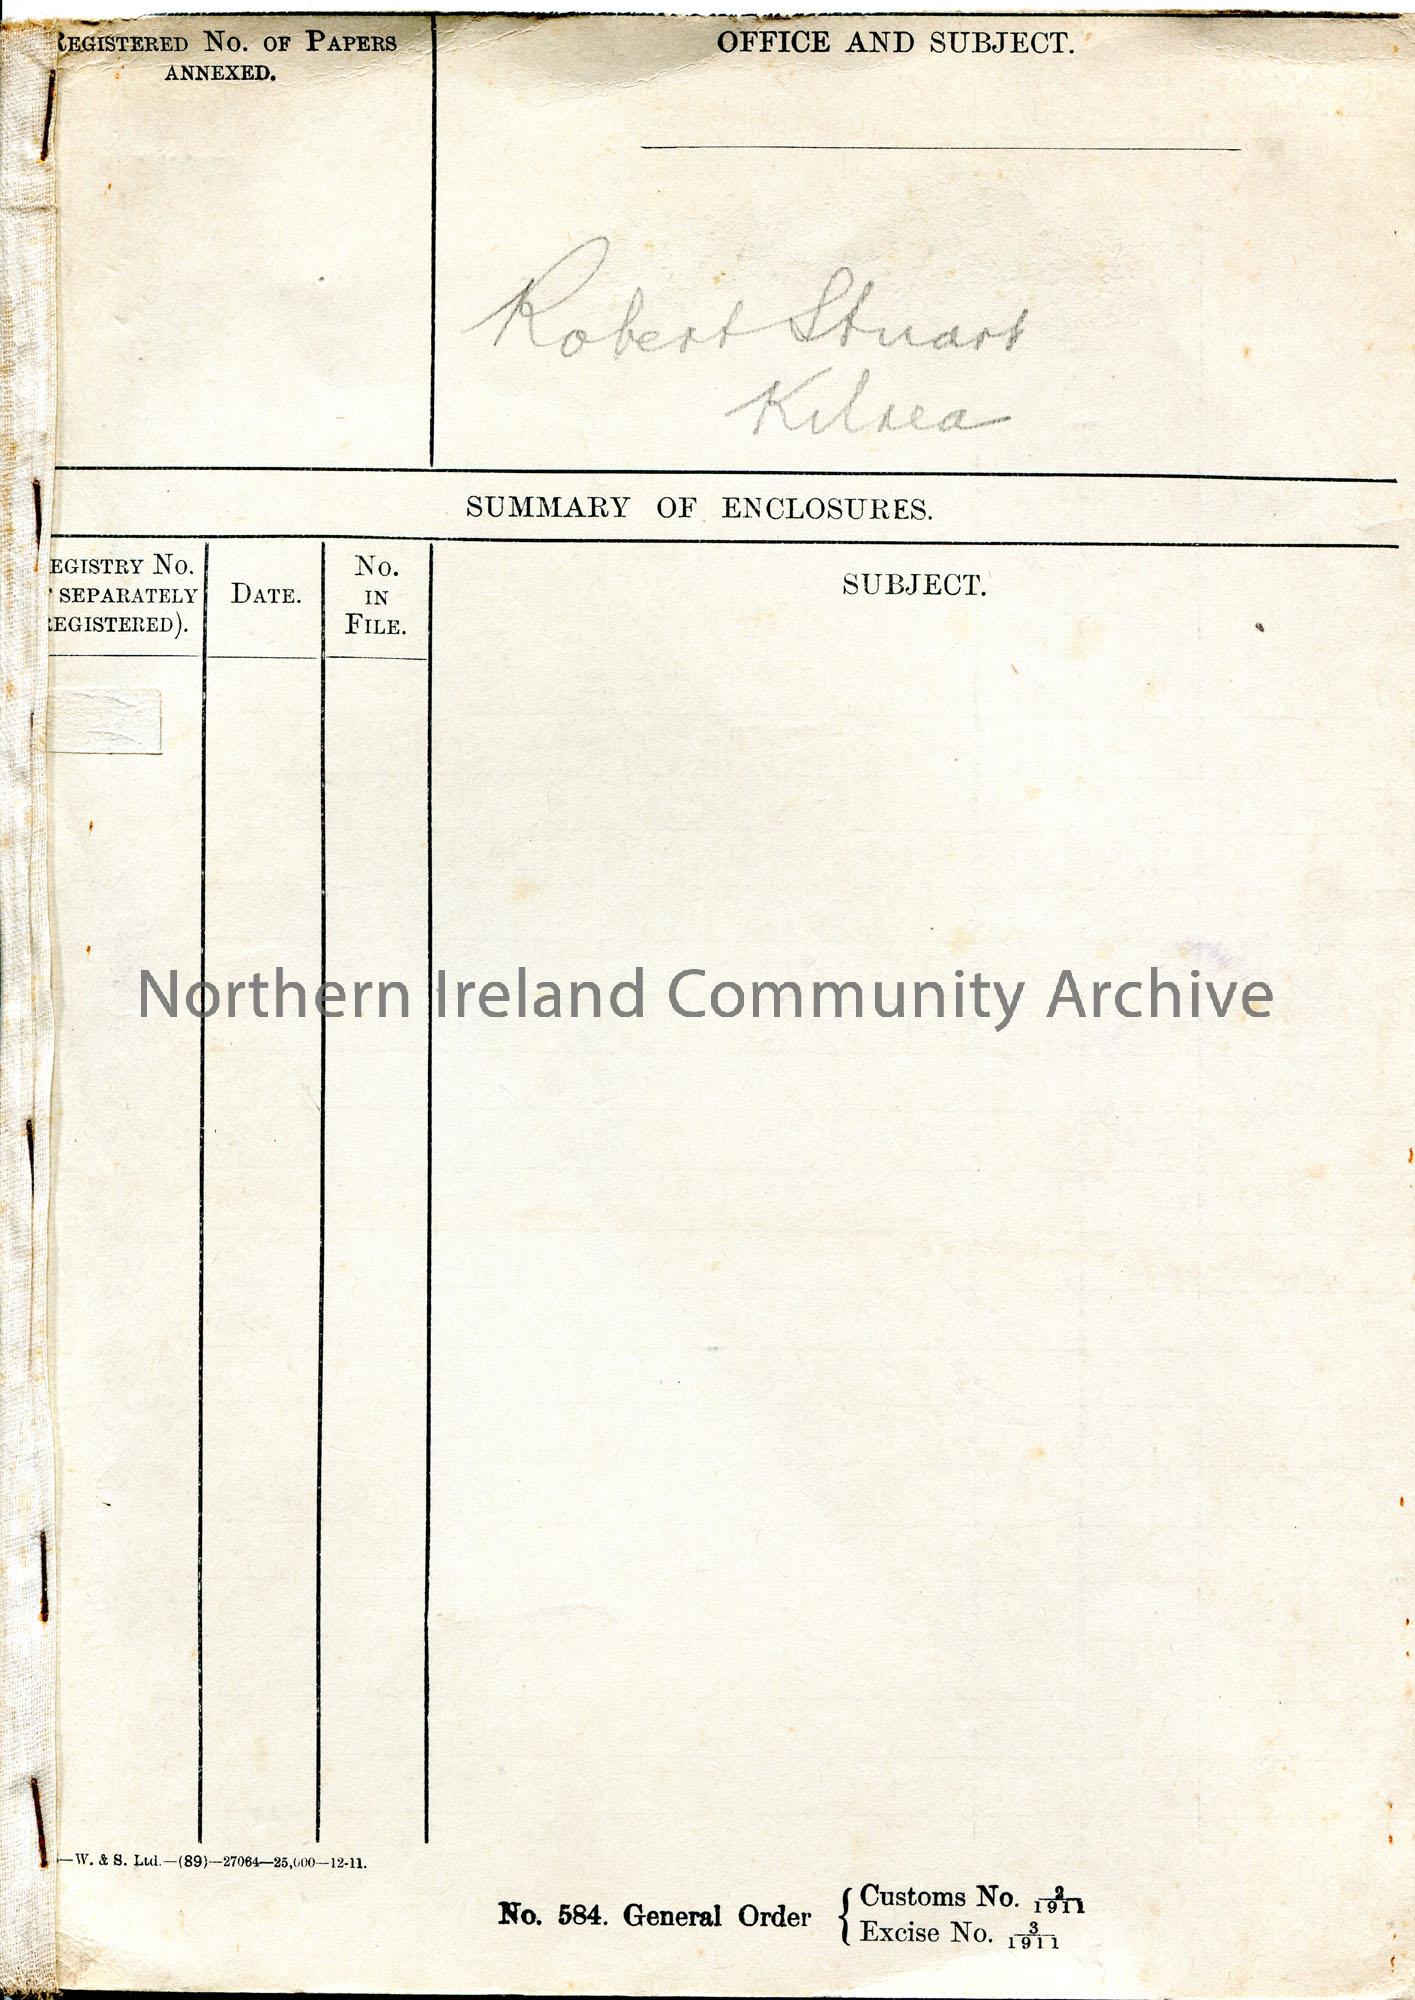 REGISTERED NO. OF PAPERS
ANNEXED.
OFFICE AND SUBJECT.
Robert Stuart
Kilrea
SUMMARY OF ENCLOSURES.
EGISTRY NO.
SEPARATELY
EGISTERED).
DATE.
NO.
IN
FILE.
SUBJECT.
Northern Ireland Community Archive
—W. & S. Ltd.—(89)—27064—25,000—12-11.
No. 584. General Order { Customs No. 2/1911
Excise No. 3/1911